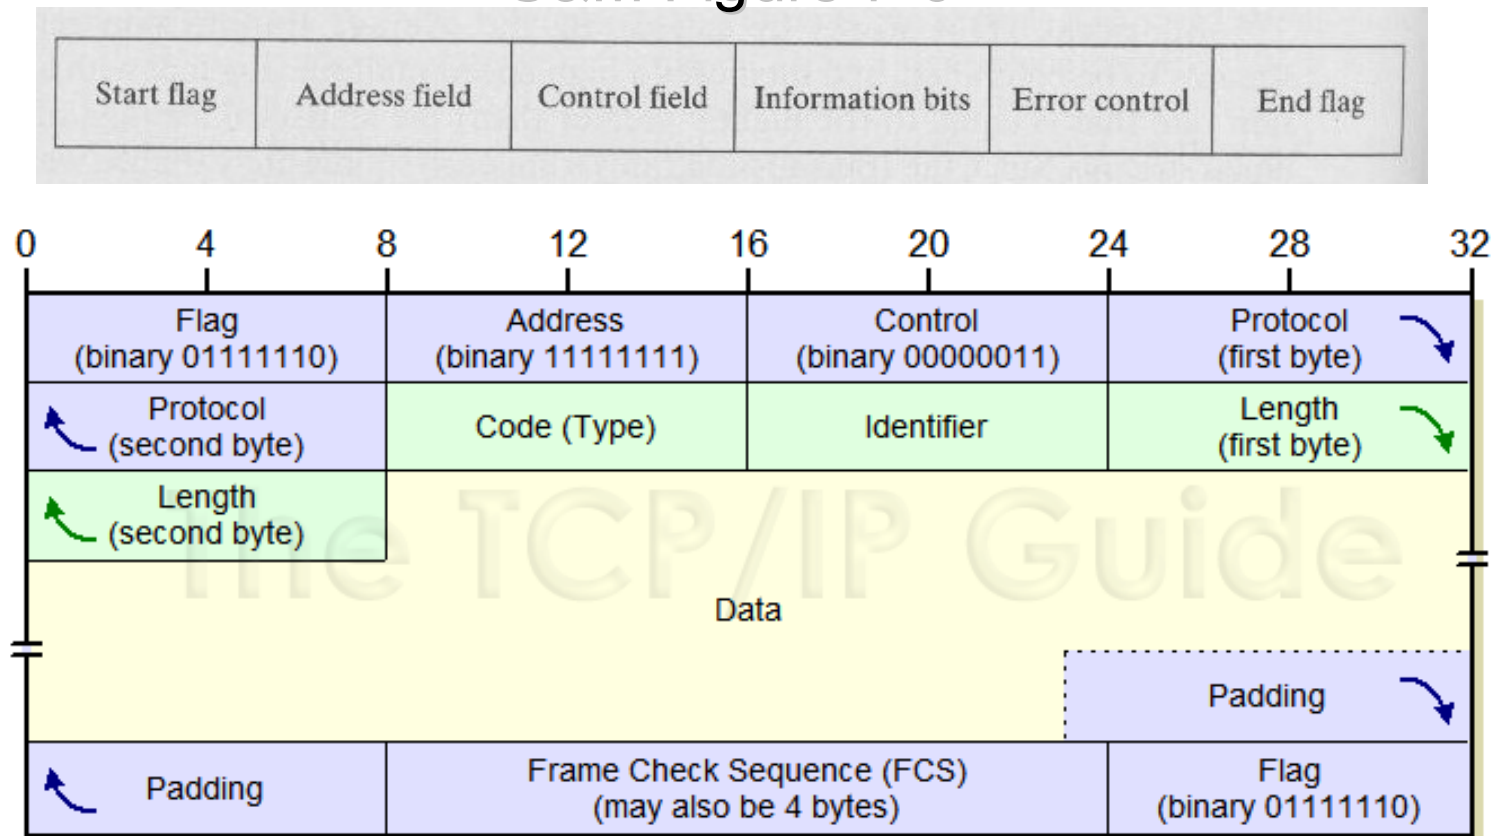 Start flag Address field Control field Information bits Error control End flag
0 4 8 12 16 20 24 28 32
Flag Address Control Protocol
(binary 01111110) (binary 11111111) (binary 00000011) (first byte)
Protocol Code (Type) Identifier Length
(second byte) (first byte)
Length
(second byte)
The TCP/IP Guide
Data
Padding
Padding Frame Check Sequence (FCS) Flag
(may also be 4 bytes) (binary 01111110)